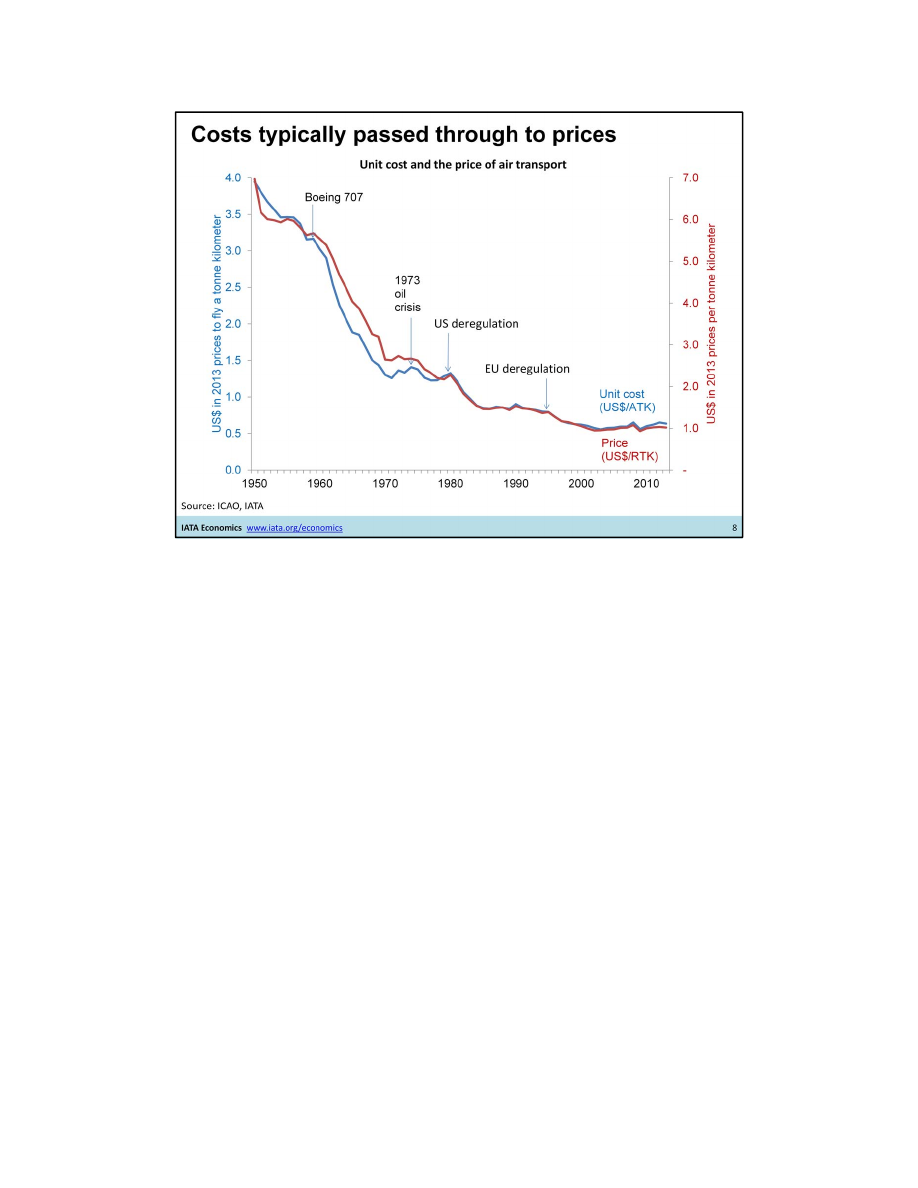 Costs typically passed through to prices
Unit cost and the price of air transport
US$ in 2013 prices to fly a tonne kilometer
4.0
3.5
3.0
2.5
2.0
1.5
1.0
0.5
0.0
Boeing 707
1973
oil
crisis
US deregulation
EU deregulation
Unit cost
(US$/ATK)
Price
(US$/RTK)
7.0
6.0
5.0
4.0
3.0
2.0
1.0
-
US$ in 2013 prices per tonne kilometer
1950 1960 1970 1980 1990 2000 2010
Source: ICAO, IATA
IATA Economics www.iata.org/economics 8